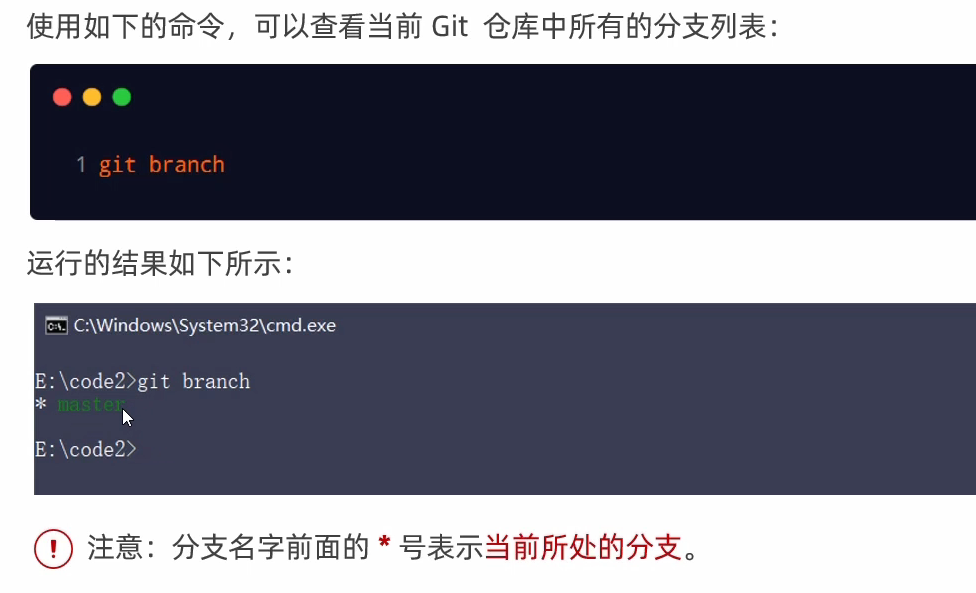 使用如下的命令，可以查看当前 Git 仓库中所有的分支列表：
1 git branch
运行的结果如下所示：
C:\Windows\System32\cmd.exe
E:\code2>git branch
* master
E:\code2>
! 注意：分支名字前面的 * 号表示当前所处的分支。